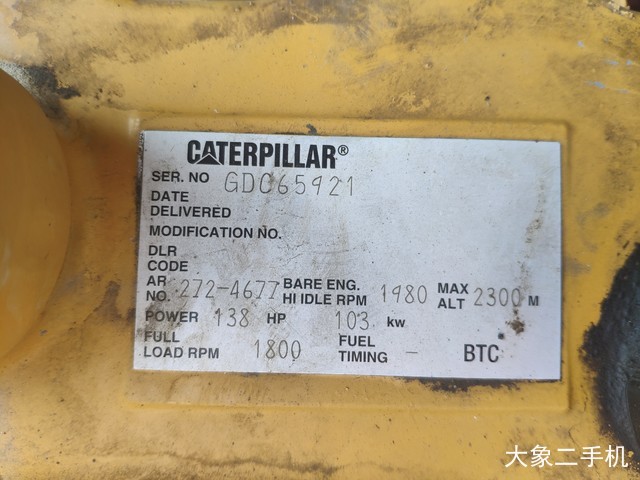 CATERPILLAR®
SER. NO GDC65921
DATE
DELIVERED
MODIFICATION NO.
DLR
CODE
AR
NO. 272-4677 BARE ENG.
HI IDLE RPM 1980 MAX
ALT 2300 M
POWER 138 HP 103 kw
FULL
LOAD RPM 1800 FUEL
TIMING – BTC
大象二手机